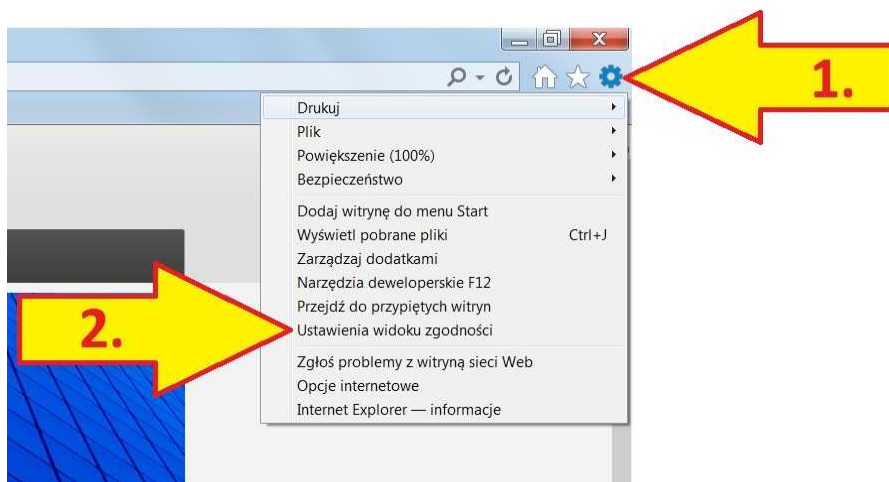 1.
Drukuj
Plik
Powiększenie (100%)
Bezpieczeństwo
Dodaj witrynę do menu Start
Wyświetl pobrane pliki Ctrl+J
Zarządzaj dodatkami
Narzędzia deweloperskie F12
Przejdź do przypiętych witryn
2.
Ustawienia widoku zgodności
Zgłoś problemy z witryną sieci Web
Opcje internetowe
Internet Explorer — informacje